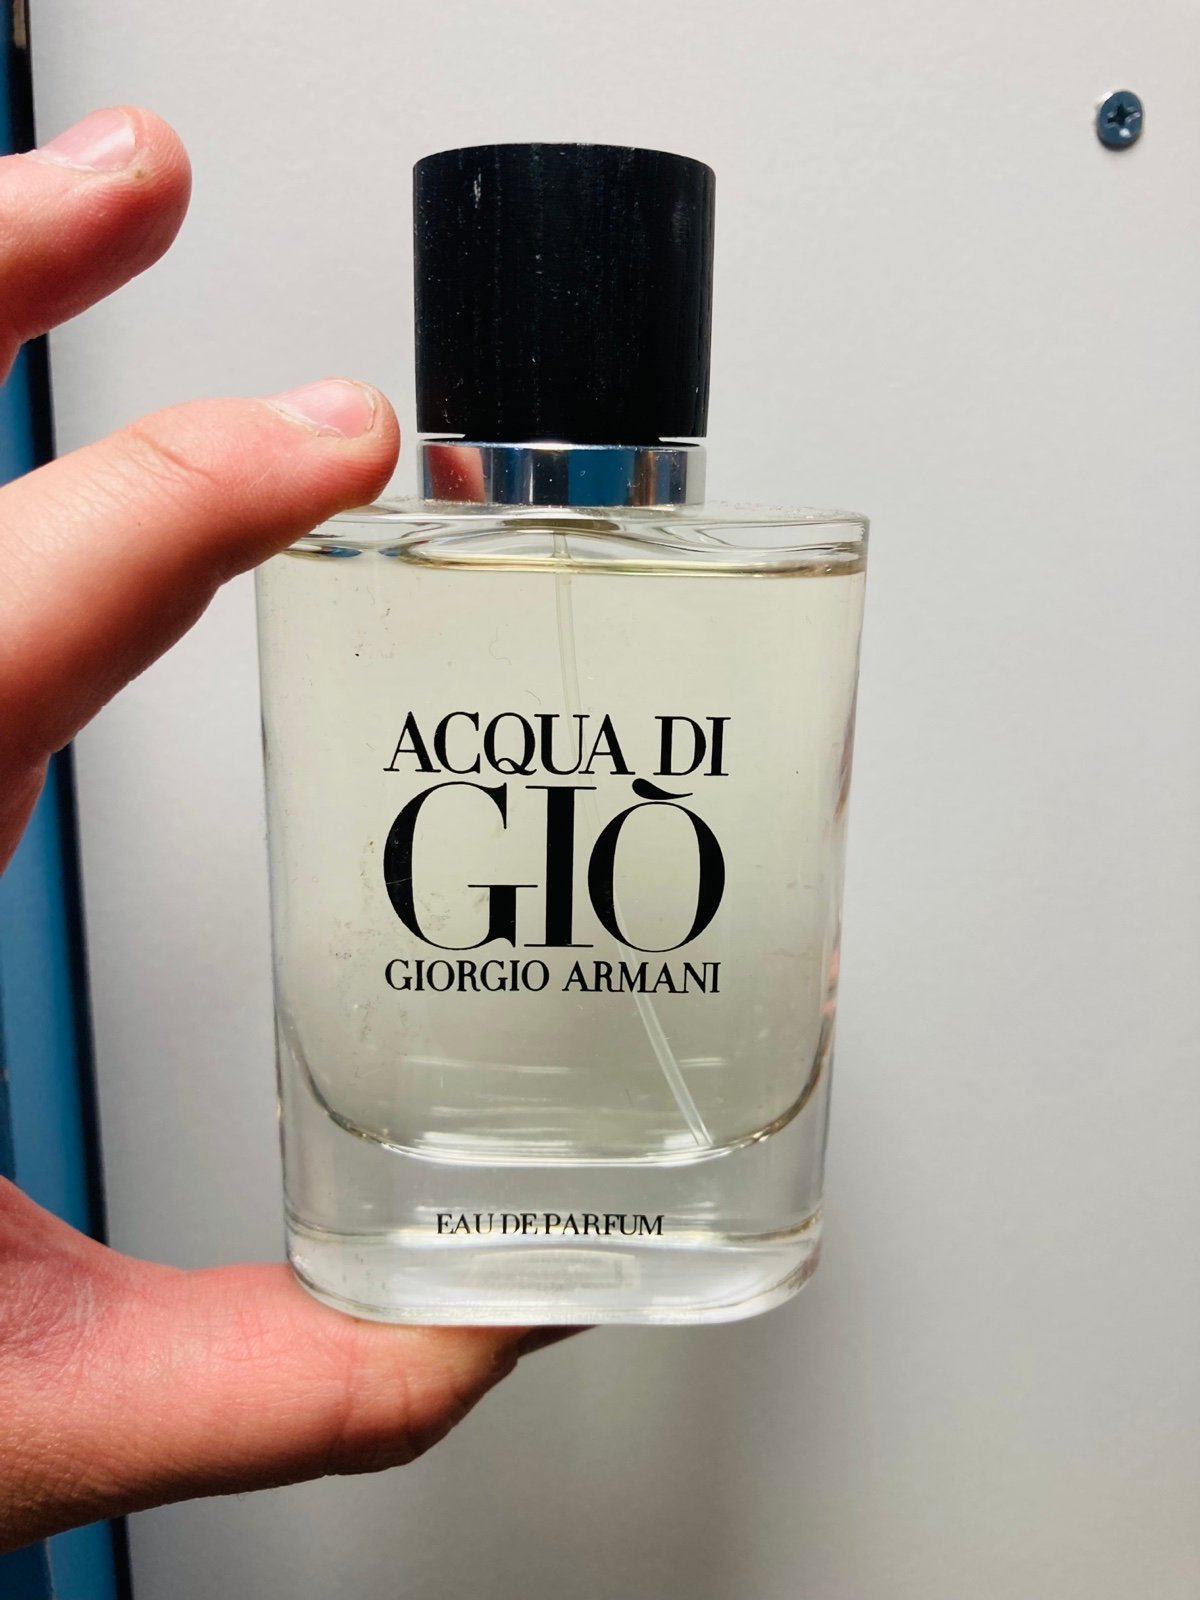 ACQUA DI
GIÒ
GIORGIO ARMANI
EAU DE PARFUM